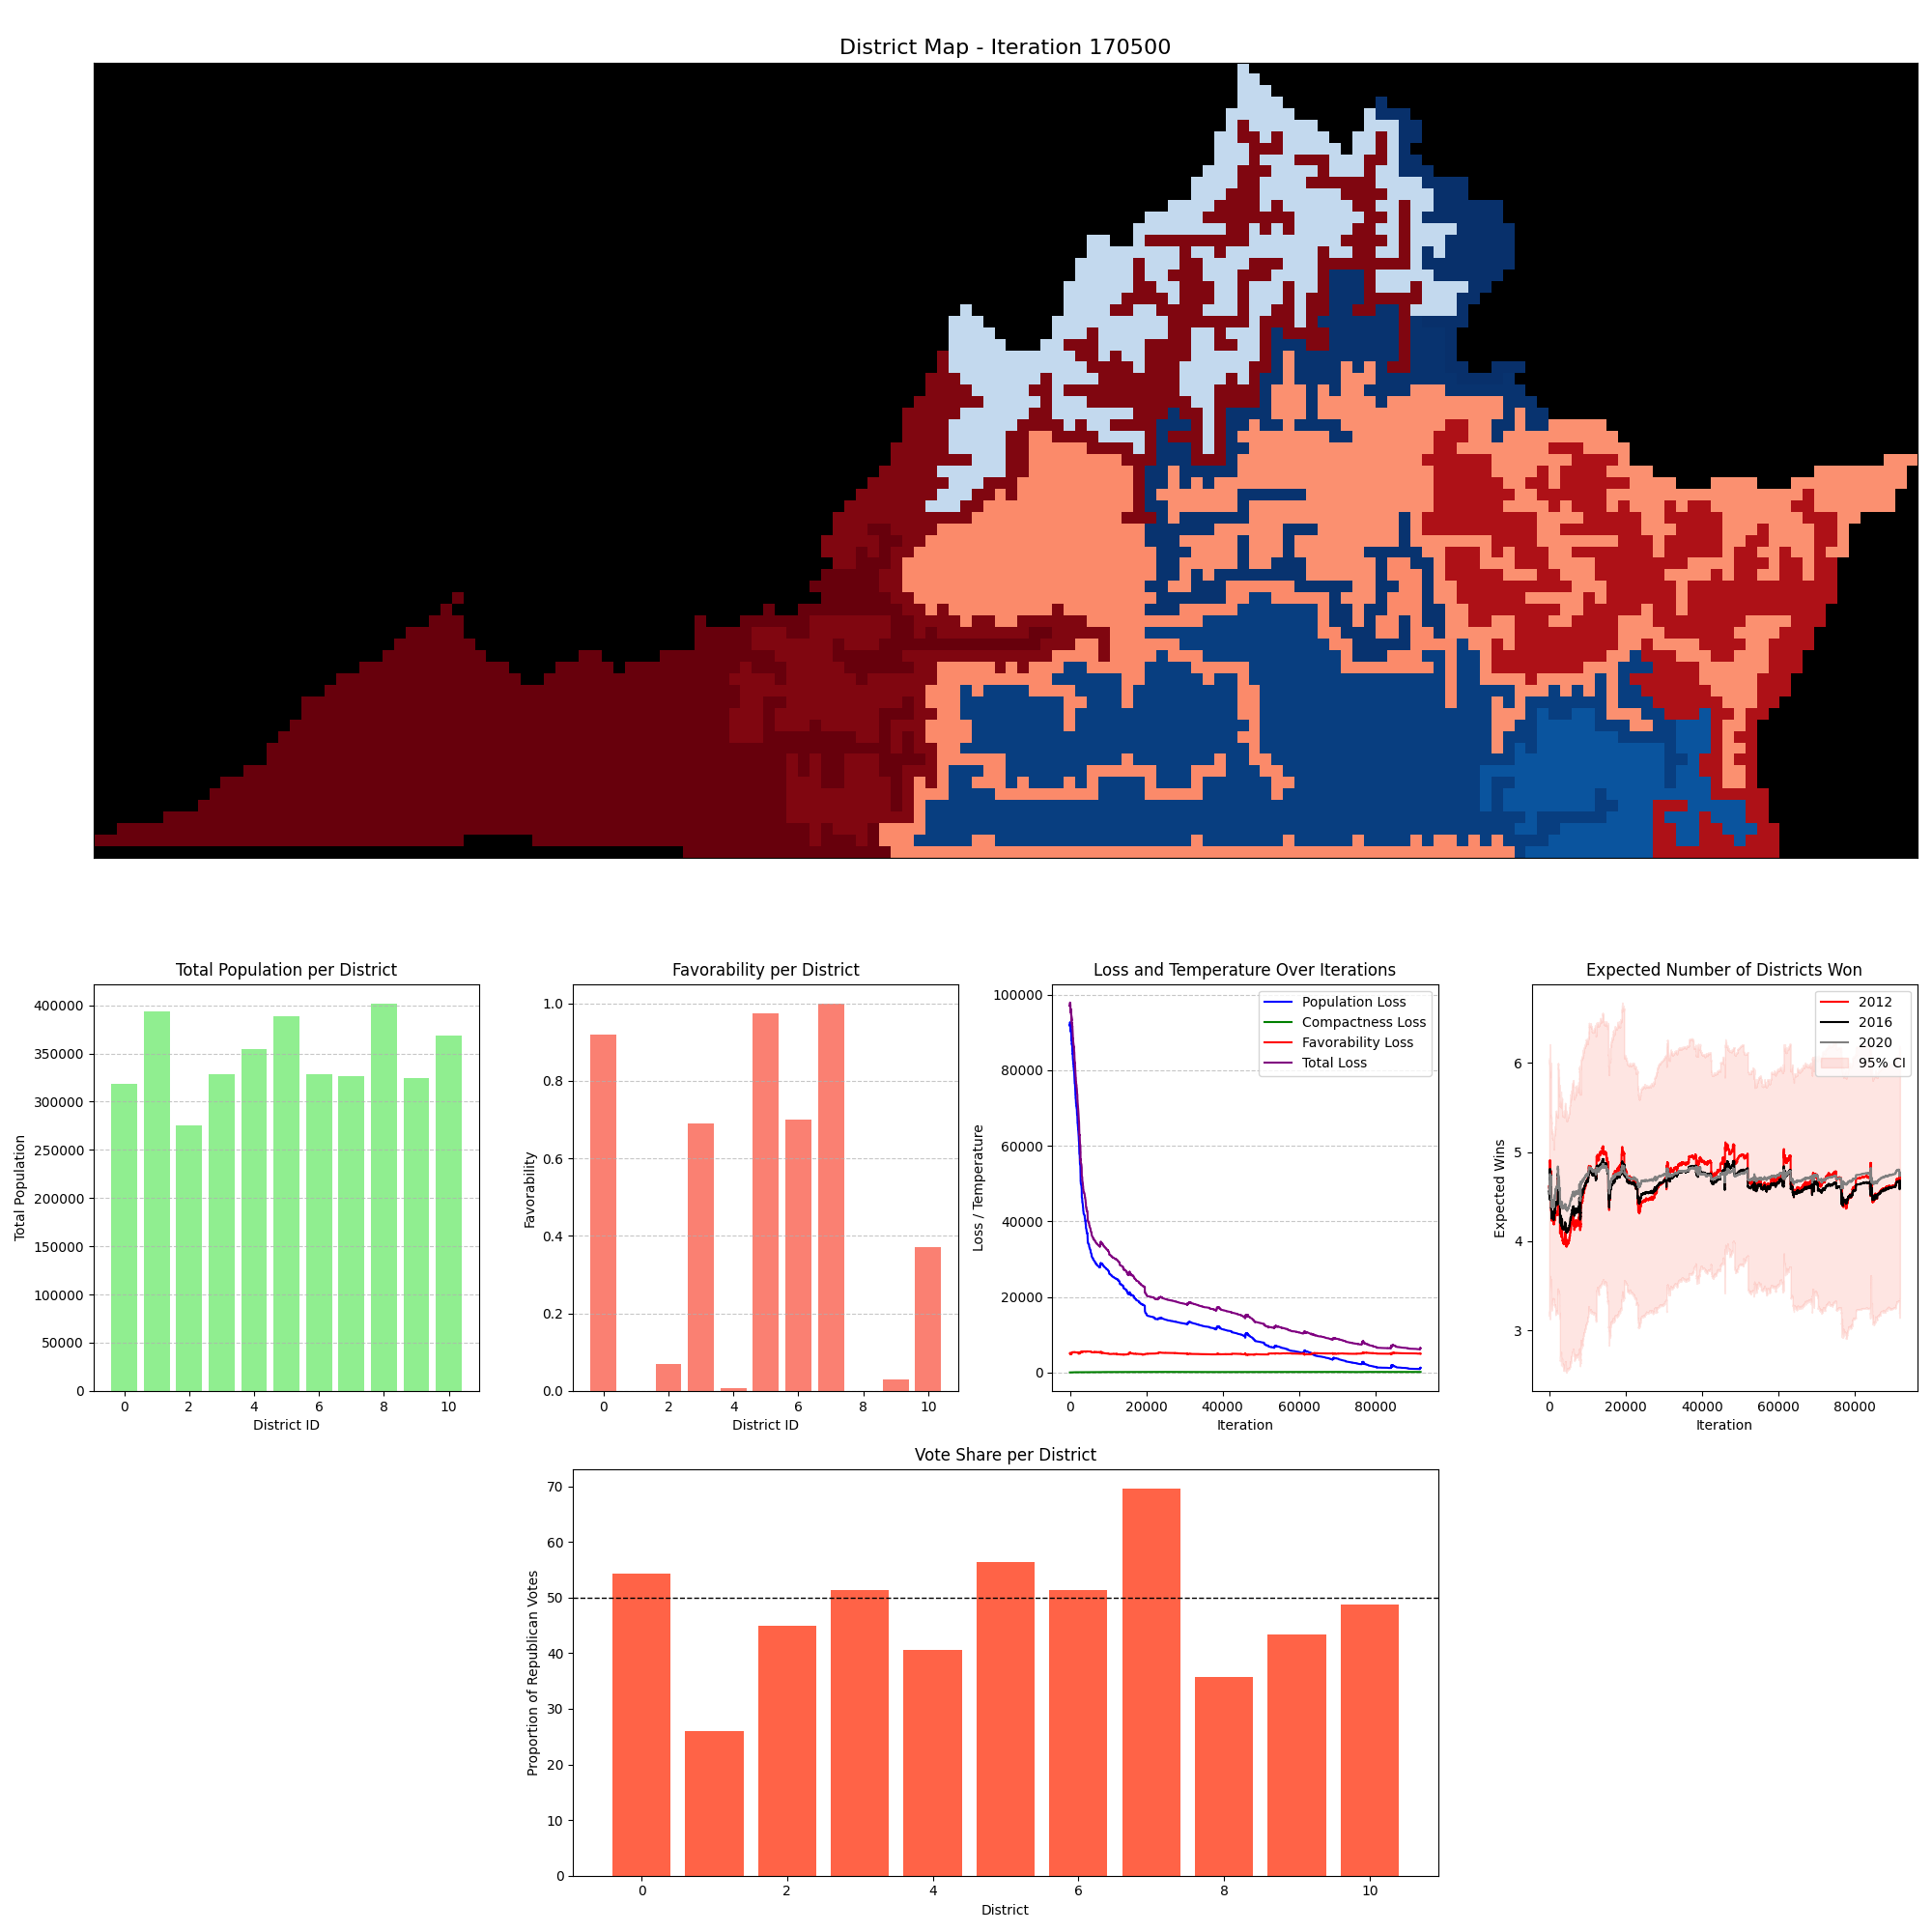 District Map - Iteration 170500
Total Population per District
Total Population
400000
350000
300000
250000
200000
150000
100000
50000
0
0 2 4 6 8 10
District ID
Favorability per District
Favorability
1.0
0.8
0.6
0.4
0.2
0.0
0 2 4 6 8 10
District ID
Loss and Temperature Over Iterations
Loss / Temperature
100000
80000
60000
40000
20000
0
Population Loss
Compactness Loss
Favorability Loss
Total Loss
0 20000 40000 60000 80000
Iteration
Expected Number of Districts Won
Expected Wins
6
5
4
3
2012
2016
2020
95% CI
0 20000 40000 60000 80000
Iteration
Vote Share per District
Proportion of Republican Votes
70
60
50
40
30
20
10
0
0 2 4 6 8 10
District